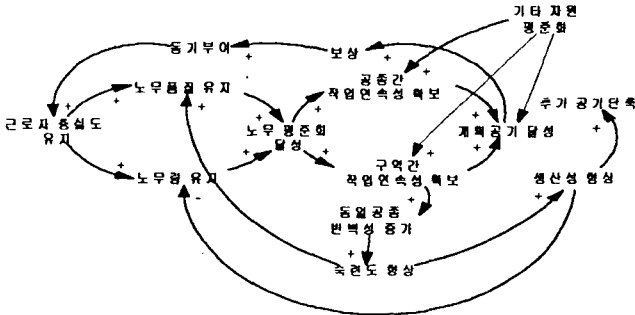 기타 자원
평준화
동기부여
보상
공종간
작업연속성 확보
노무품질 유지
추가 공기단축
근로자 충실도
유지
노무 평준화
달성
계획공기 달성
구역간
작업연속성 확보
노무량 유지
생산성 향상
동일공종
반복성 증가
숙련도 향상